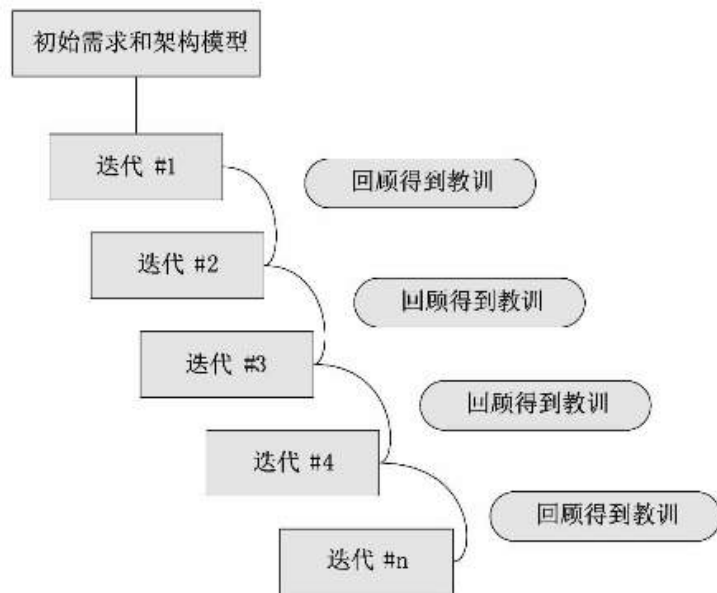 初始需求和架构模型
迭代 #1
回顾得到教训
迭代 #2
回顾得到教训
迭代 #3
回顾得到教训
迭代 #4
回顾得到教训
迭代 #n